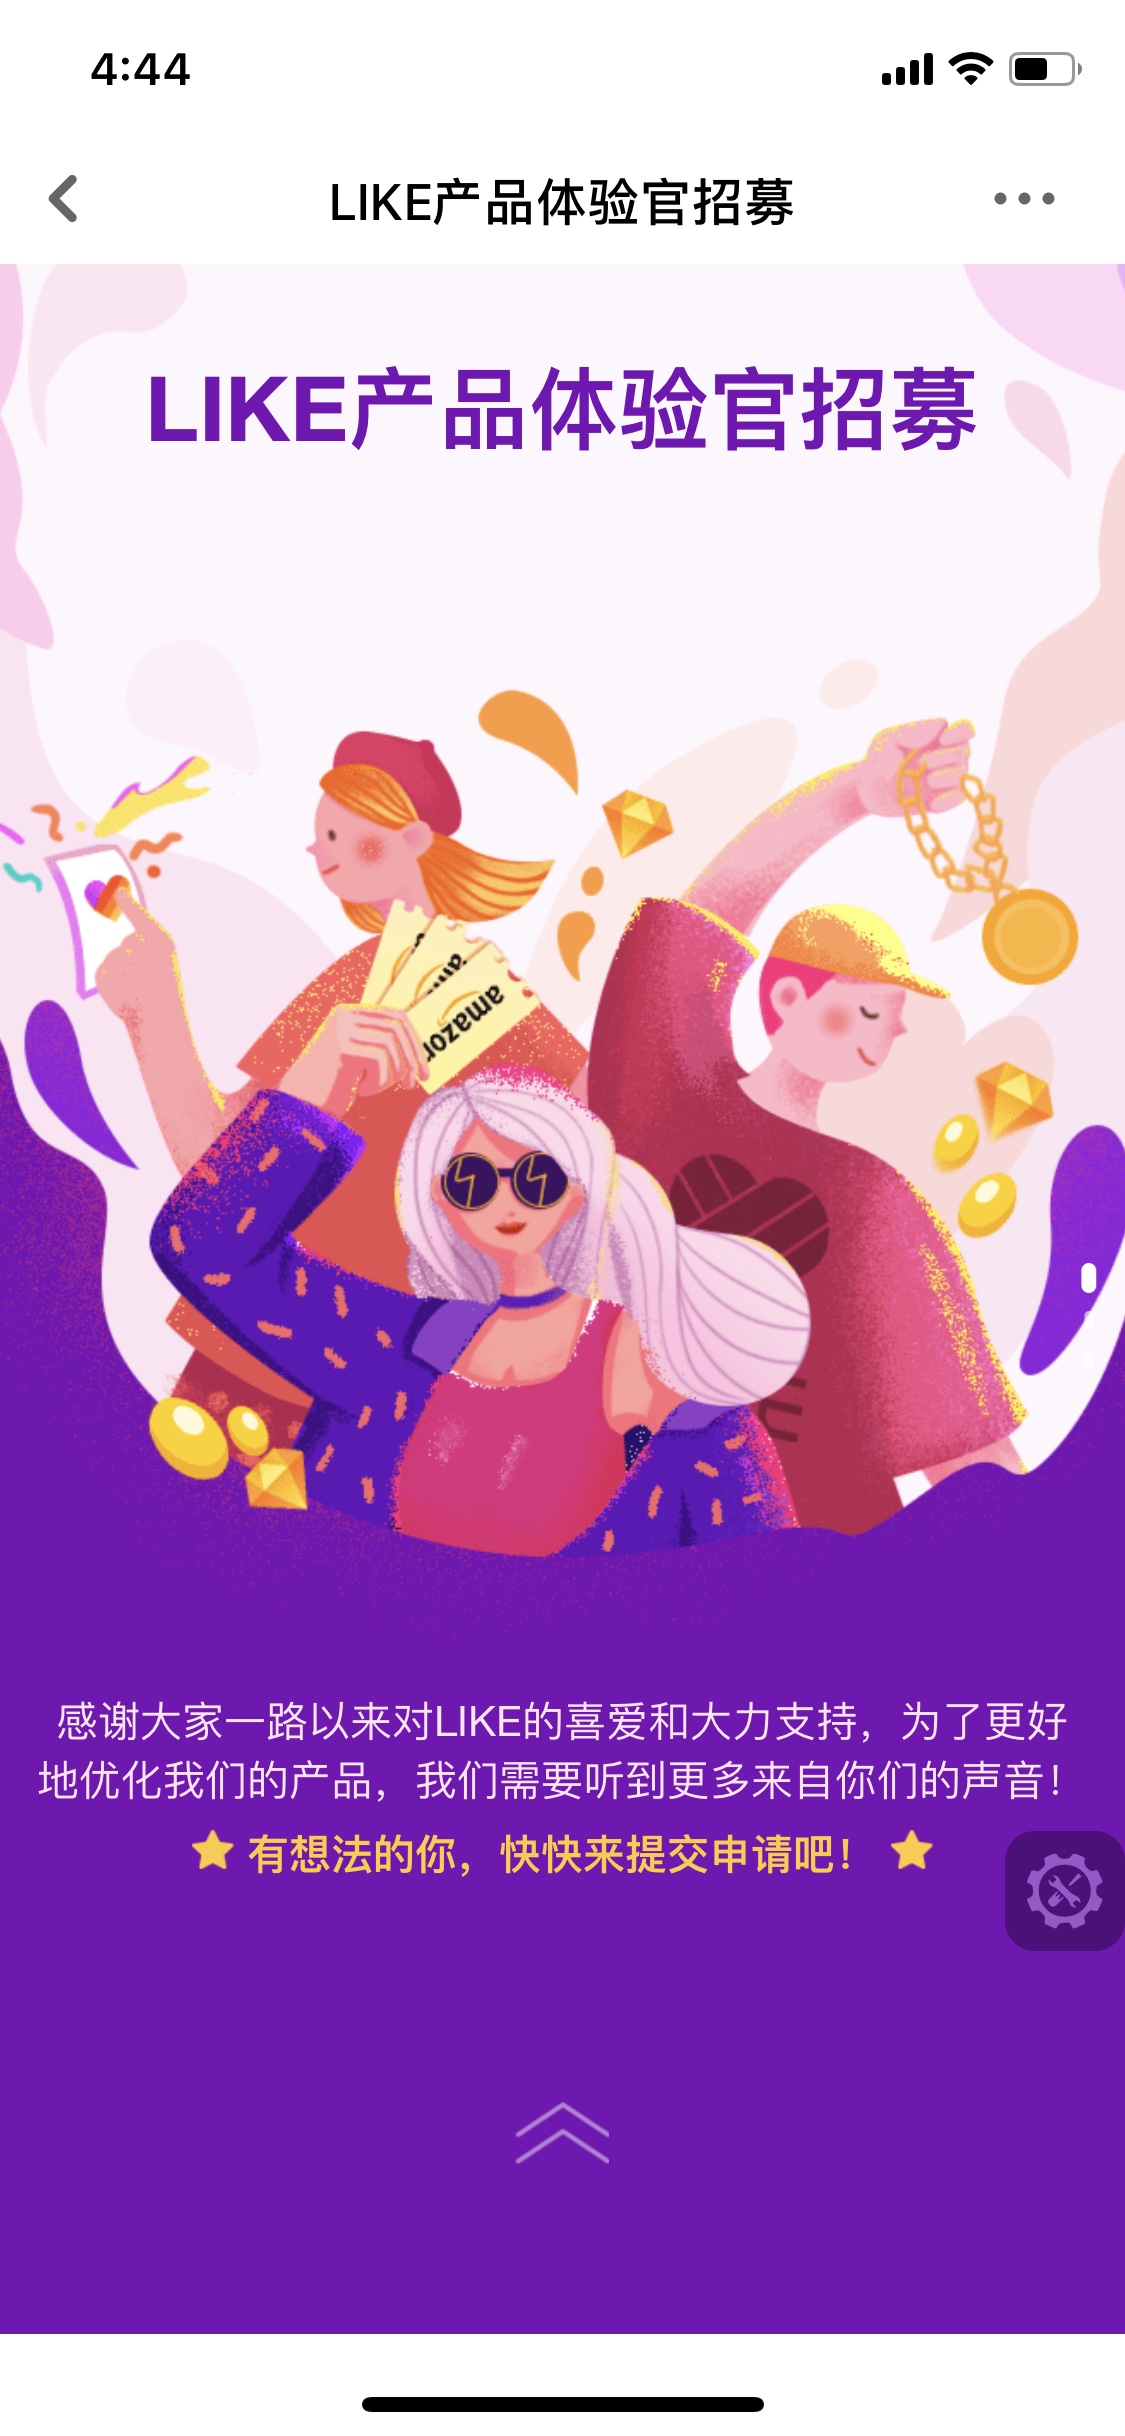 4:44
LIKE产品体验官招募
LIKE产品体验官招募
amazon
感谢大家一路以来对LIKE的喜爱和大力支持，为了更好
地优化我们的产品，我们需要听到更多来自你们的声音！
有想法的你，快快来提交申请吧！